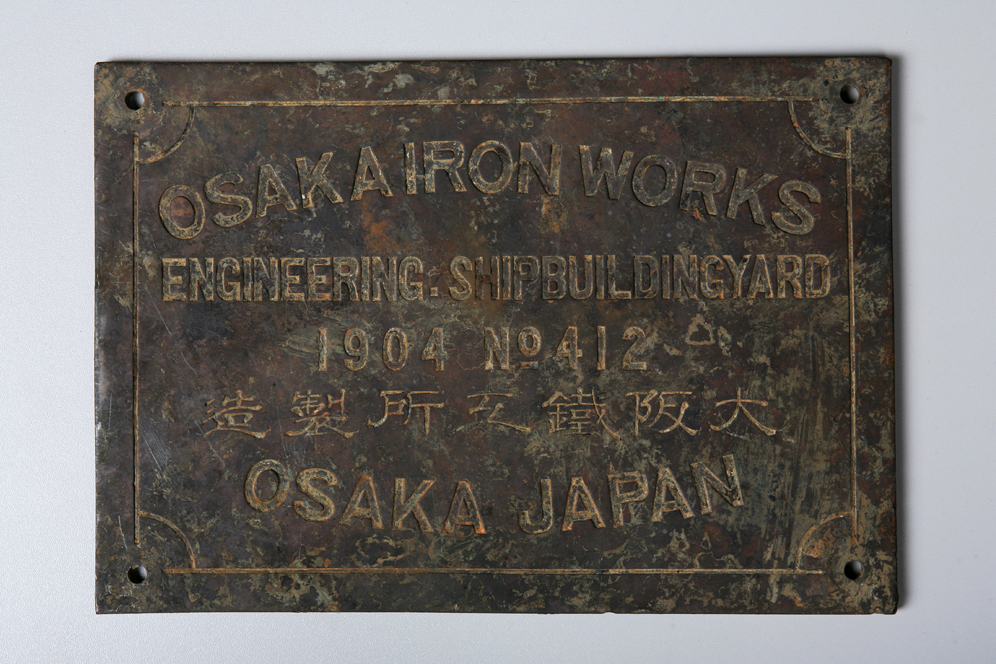 OSAKA IRON WORKS
ENGINEERING: SHIPBUILDINGYARD
1904 No 412
造製所工鐵阪大
OSAKA JAPAN